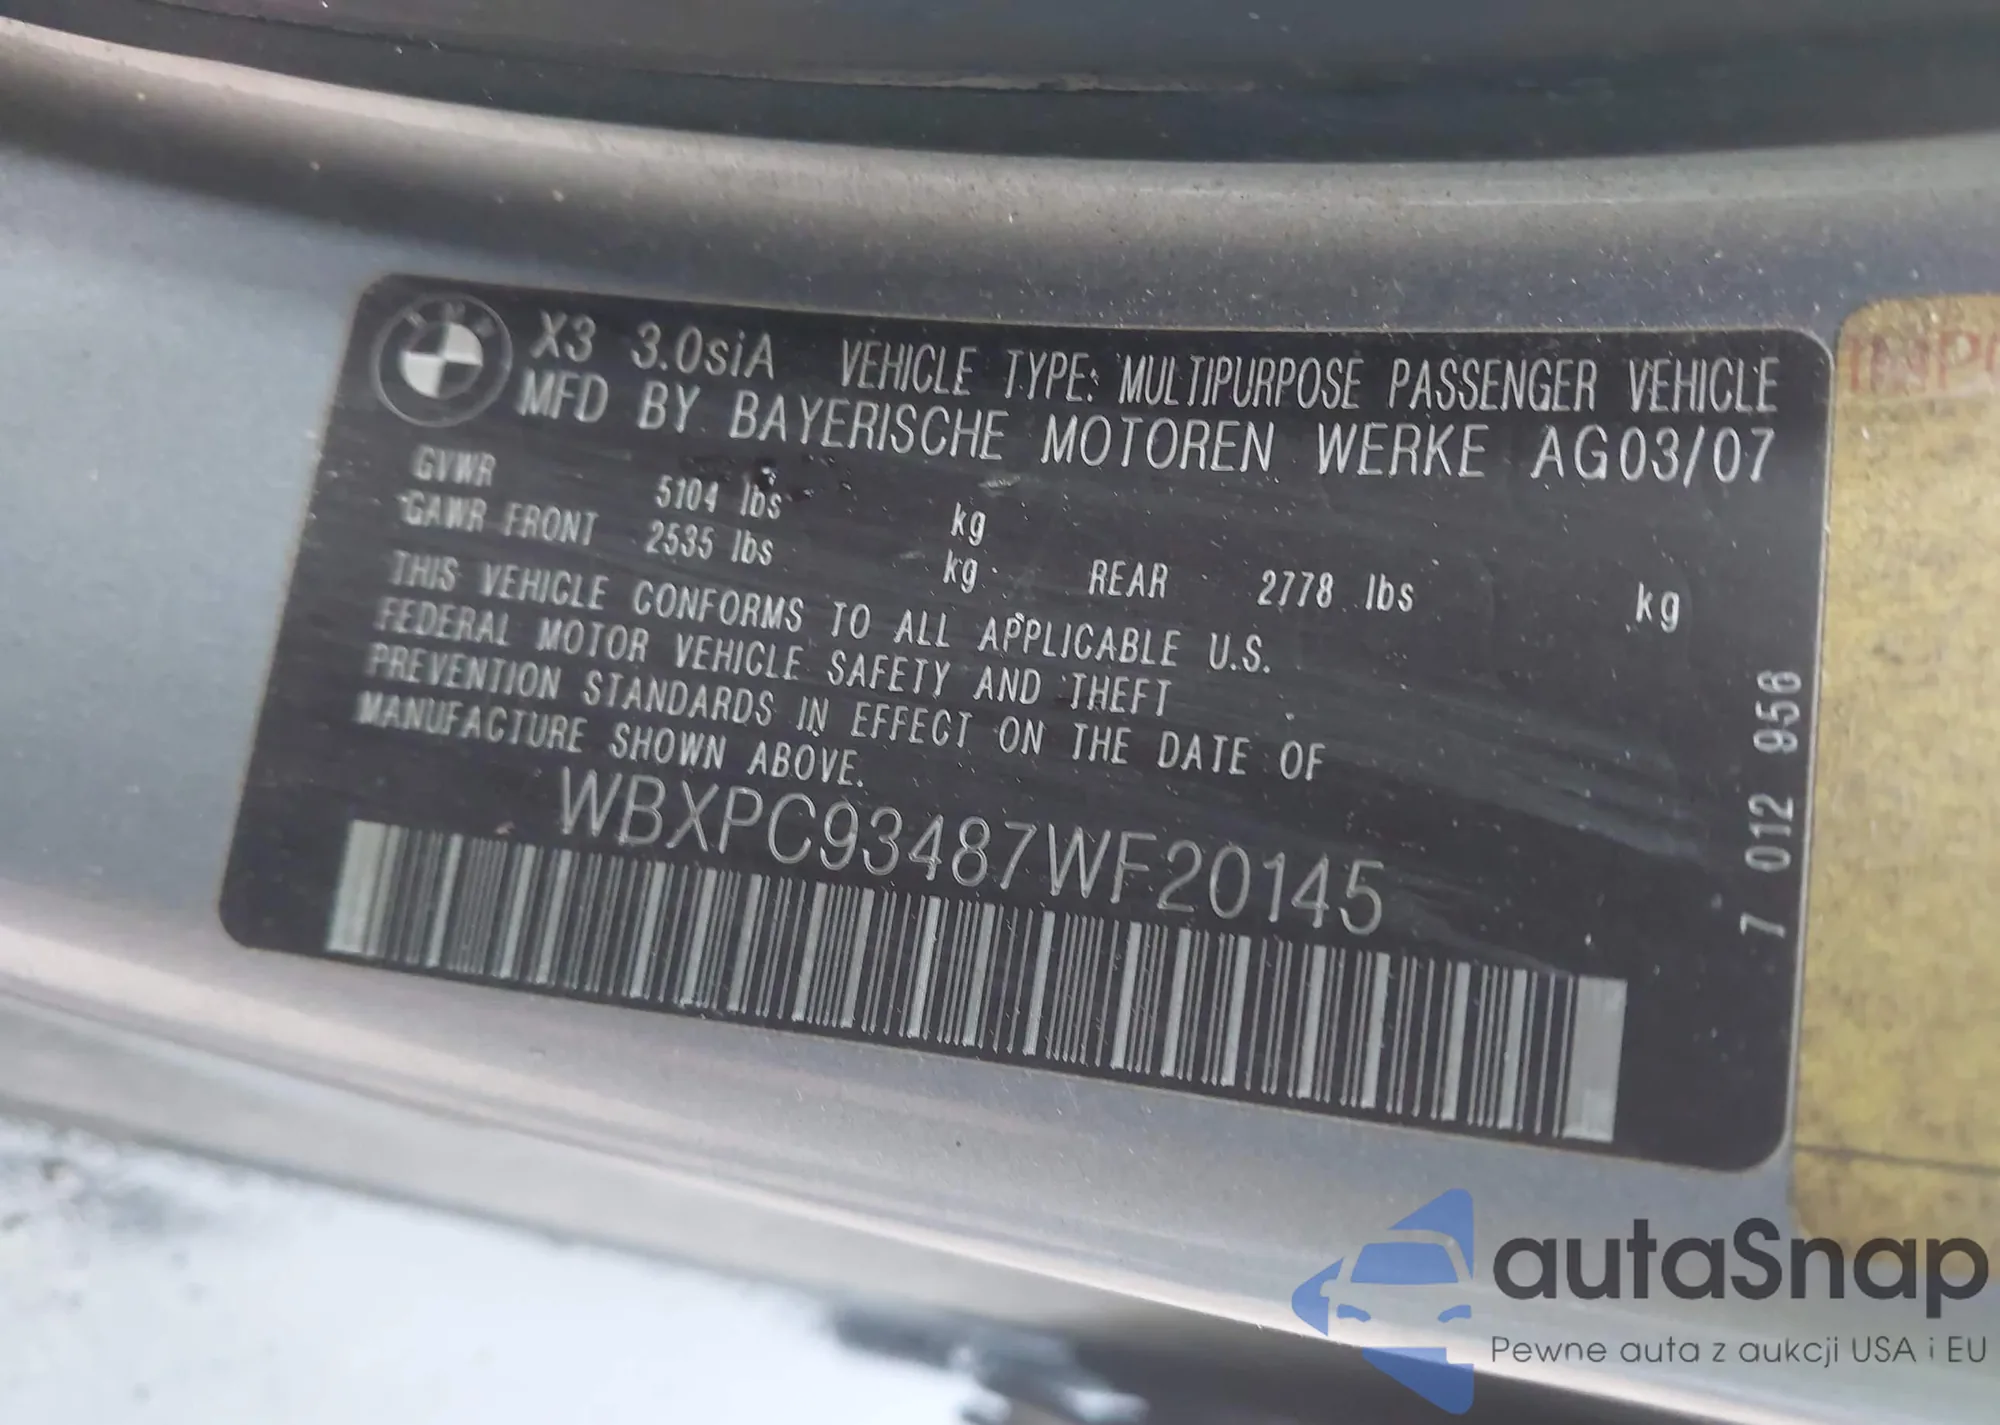 BMW
X3 3.0siA VEHICLE TYPE: MULTIPURPOSE PASSENGER VEHICLE
MFD BY BAYERISCHE MOTOREN WERKE AG 03/07
GVWR 5104 lbs kg
GAWR FRONT 2535 lbs kg REAR 2778 lbs kg
THIS VEHICLE CONFORMS TO ALL APPLICABLE U.S.
FEDERAL MOTOR VEHICLE SAFETY AND THEFT
PREVENTION STANDARDS IN EFFECT ON THE DATE OF
MANUFACTURE SHOWN ABOVE.
WBXPC93487WF20145
7 012 956
autaSnap
Pewne auta z aukcji USA i EU